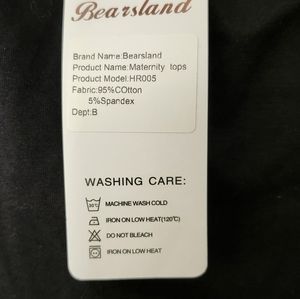 Bearsland
Brand Name:Bearsland
Product Name:Maternity tops
Product Model:HR005
Fabric:95%COtton
5%Spandex
Dept:B
WASHING CARE:
30°C MACHINE WASH COLD
IRON ON LOW HEAT(120℃)
DO NOT BLEACH
IRON ON LOW HEAT